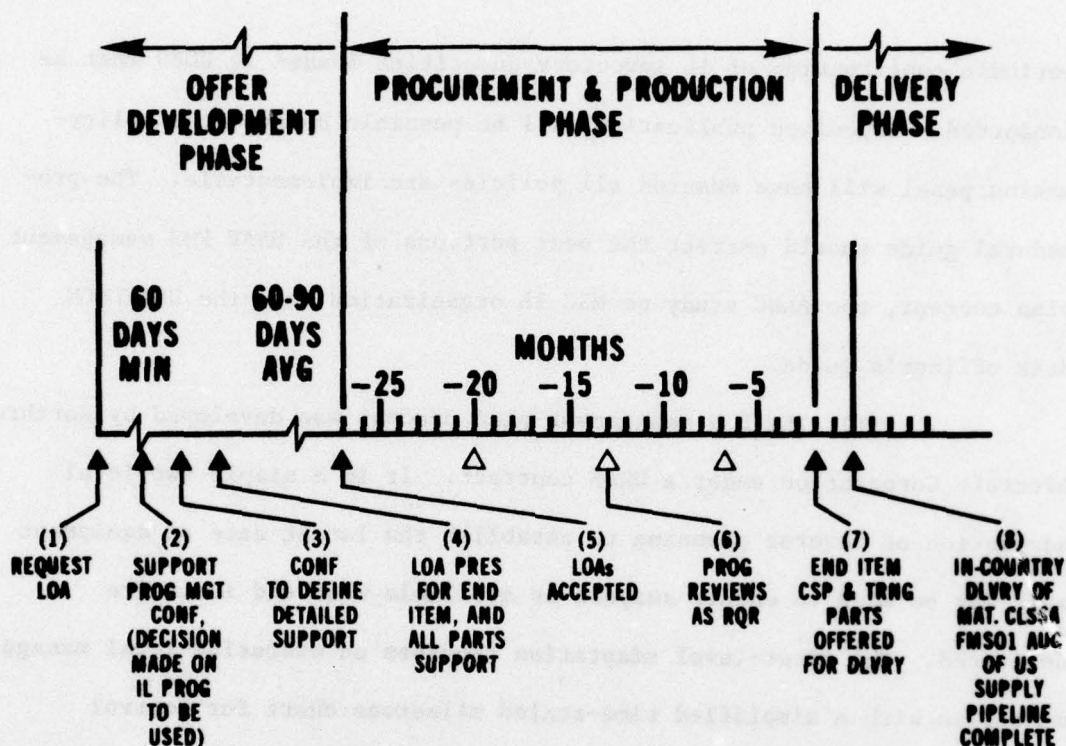 OFFER
DEVELOPMENT
PHASE
PROCUREMENT & PRODUCTION
PHASE
DELIVERY
PHASE
60
DAYS
MIN
60-90
DAYS
AVG
MONTHS
-25 -20 -15 -10 -5
(1)
REQUEST
LOA
(2)
SUPPORT
PROG MGT
CONF,
(DECISION
MADE ON
IL PROG
TO BE
USED)
(3)
CONF
TO DEFINE
DETAILED
SUPPORT
(4)
LOA PRES
FOR END
ITEM, AND
ALL PARTS
SUPPORT
(5)
LOAs
ACCEPTED
(6)
PROG
REVIEWS
AS RQR
(7)
END ITEM
CSP & TRNG
PARTS
OFFERED
FOR DLVRY
(8)
IN-COUNTRY
DLVRY OF
MAT. CLSSA
FMSO1 AUG
OF US
SUPPLY
PIPELINE
COMPLETE